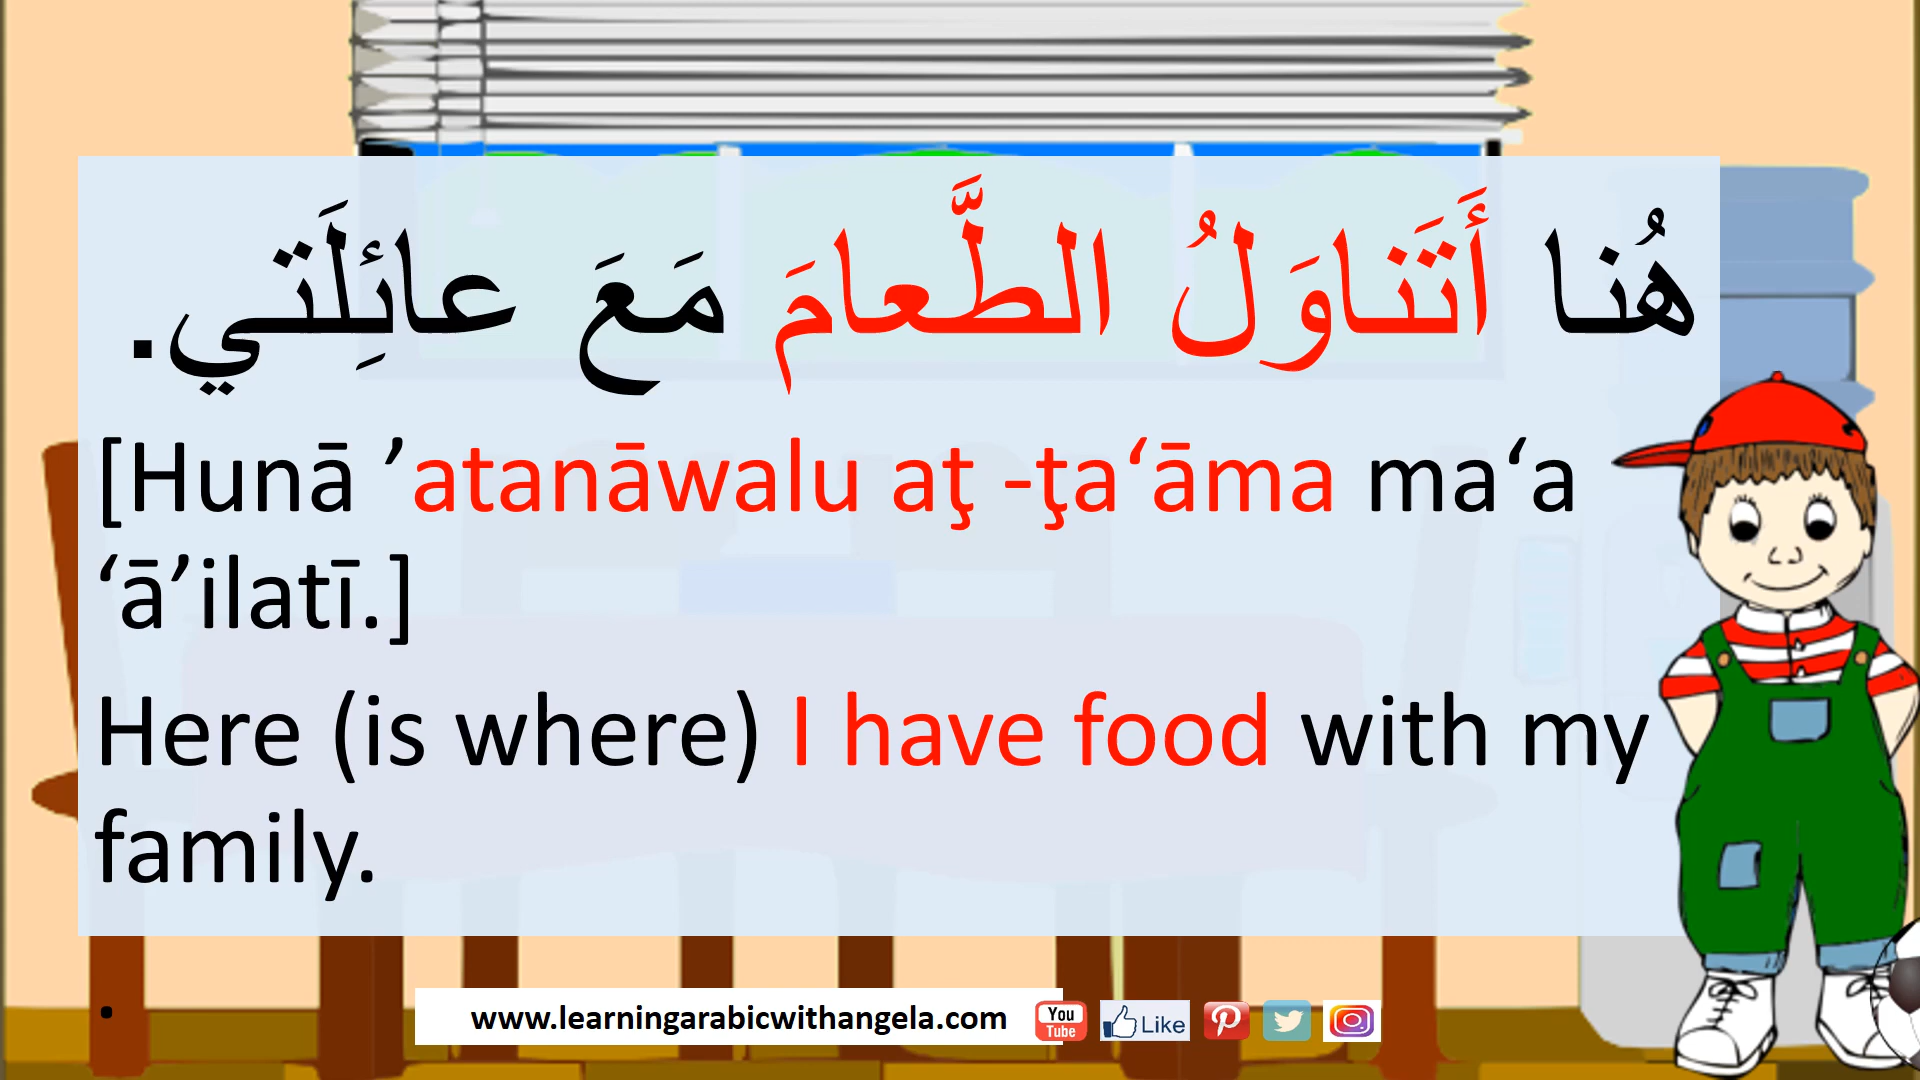 هُنا أَتَناوَلُ الطَّعامَ مَعَ عائِلَتي.
[Hunā ’atanāwalu aţ -ţa‘āma ma‘a
‘ā’ilatī.]
Here (is where) I have food with my
family.
www.learningarabicwithangela.com You Tube Like